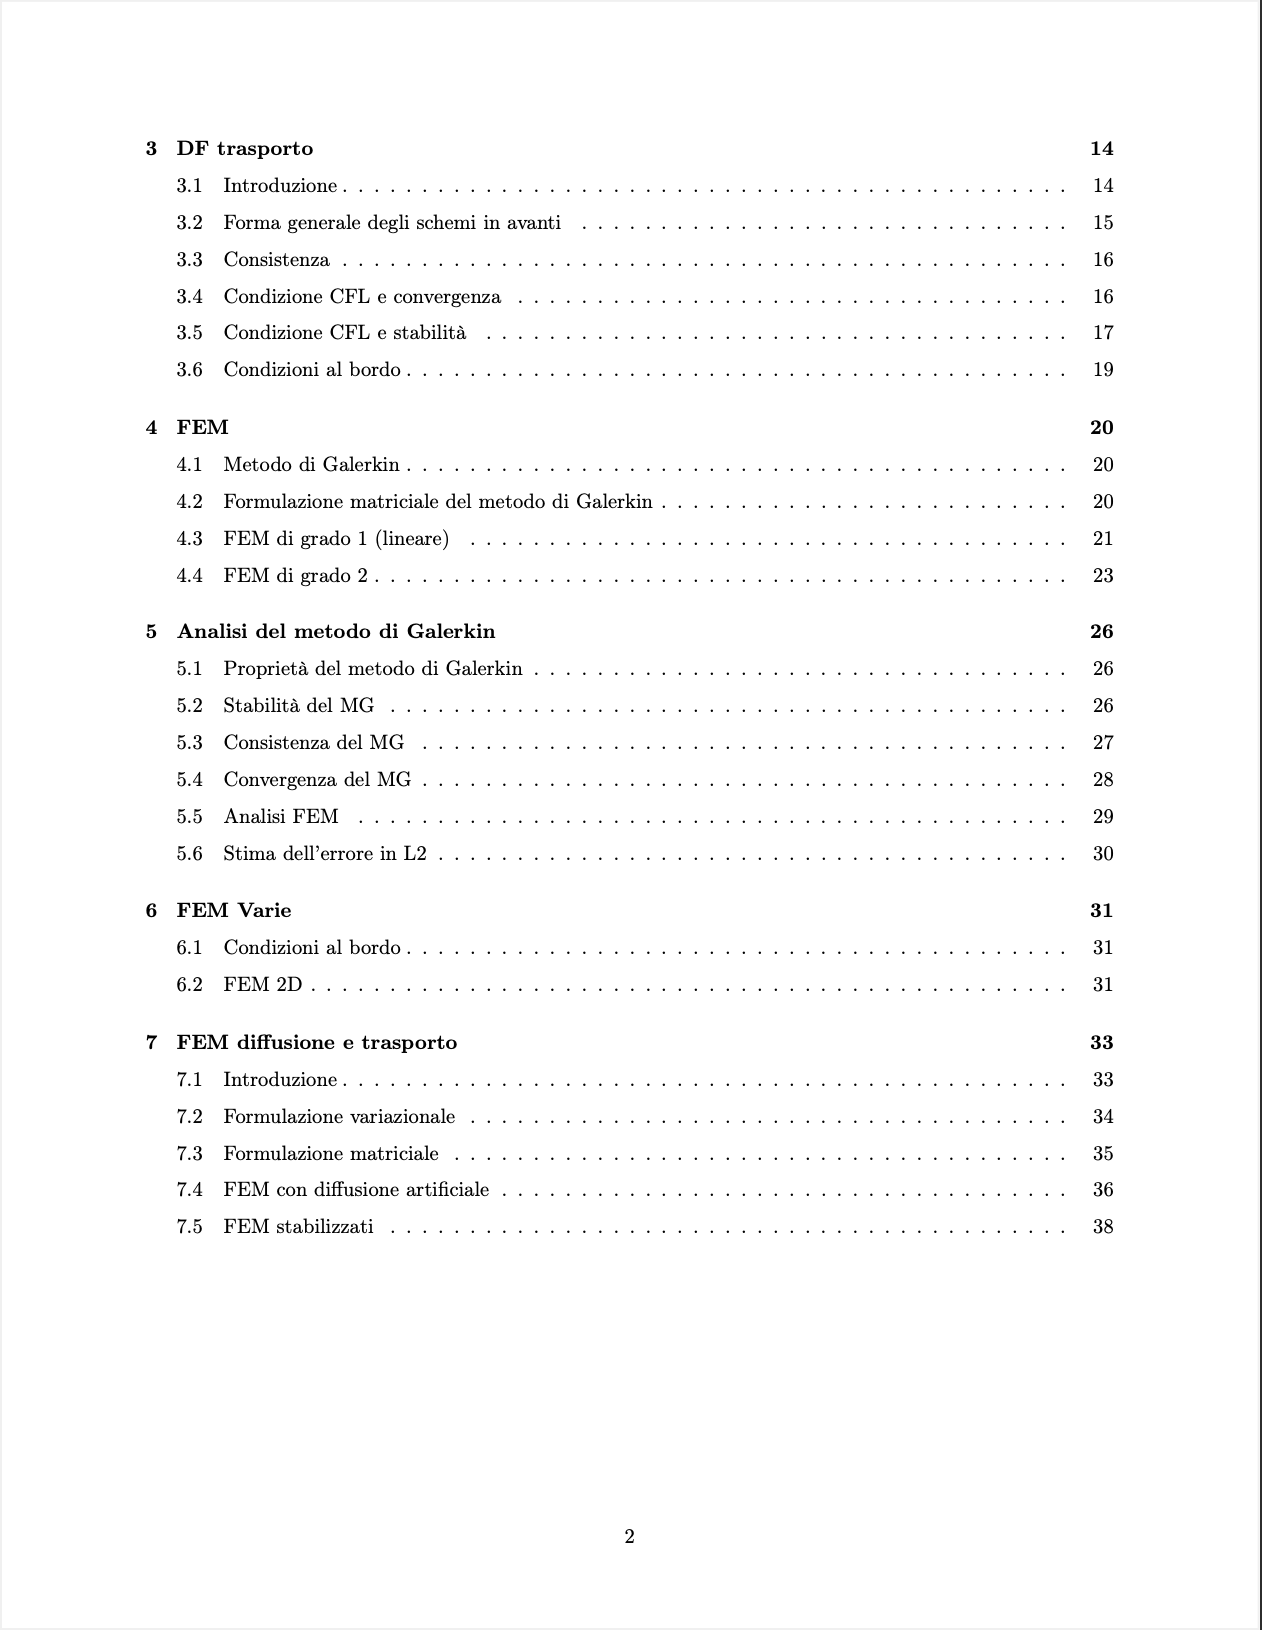 3 DF trasporto 14
3.1 Introduzione . . . . . . . . . . . . . . . . . . . . . . . . . . . . . . . . . . . . . . . . . . . . . . 14
3.2 Forma generale degli schemi in avanti . . . . . . . . . . . . . . . . . . . . . . . . . . . . . . . 15
3.3 Consistenza . . . . . . . . . . . . . . . . . . . . . . . . . . . . . . . . . . . . . . . . . . . . . . 16
3.4 Condizione CFL e convergenza . . . . . . . . . . . . . . . . . . . . . . . . . . . . . . . . . . . 16
3.5 Condizione CFL e stabilità . . . . . . . . . . . . . . . . . . . . . . . . . . . . . . . . . . . . . 17
3.6 Condizioni al bordo . . . . . . . . . . . . . . . . . . . . . . . . . . . . . . . . . . . . . . . . . . 19
4 FEM 20
4.1 Metodo di Galerkin . . . . . . . . . . . . . . . . . . . . . . . . . . . . . . . . . . . . . . . . . . 20
4.2 Formulazione matriciale del metodo di Galerkin . . . . . . . . . . . . . . . . . . . . . . . . . . 20
4.3 FEM di grado 1 (lineare) . . . . . . . . . . . . . . . . . . . . . . . . . . . . . . . . . . . . . . 21
4.4 FEM di grado 2 . . . . . . . . . . . . . . . . . . . . . . . . . . . . . . . . . . . . . . . . . . . . 23
5 Analisi del metodo di Galerkin 26
5.1 Proprietà del metodo di Galerkin . . . . . . . . . . . . . . . . . . . . . . . . . . . . . . . . . . 26
5.2 Stabilità del MG . . . . . . . . . . . . . . . . . . . . . . . . . . . . . . . . . . . . . . . . . . . 26
5.3 Consistenza del MG . . . . . . . . . . . . . . . . . . . . . . . . . . . . . . . . . . . . . . . . . 27
5.4 Convergenza del MG . . . . . . . . . . . . . . . . . . . . . . . . . . . . . . . . . . . . . . . . . 28
5.5 Analisi FEM . . . . . . . . . . . . . . . . . . . . . . . . . . . . . . . . . . . . . . . . . . . . . 29
5.6 Stima dell'errore in L2 . . . . . . . . . . . . . . . . . . . . . . . . . . . . . . . . . . . . . . . . 30
6 FEM Varie 31
6.1 Condizioni al bordo . . . . . . . . . . . . . . . . . . . . . . . . . . . . . . . . . . . . . . . . . . 31
6.2 FEM 2D . . . . . . . . . . . . . . . . . . . . . . . . . . . . . . . . . . . . . . . . . . . . . . . . 31
7 FEM diffusione e trasporto 33
7.1 Introduzione . . . . . . . . . . . . . . . . . . . . . . . . . . . . . . . . . . . . . . . . . . . . . . 33
7.2 Formulazione variazionale . . . . . . . . . . . . . . . . . . . . . . . . . . . . . . . . . . . . . . 34
7.3 Formulazione matriciale . . . . . . . . . . . . . . . . . . . . . . . . . . . . . . . . . . . . . . . 35
7.4 FEM con diffusione artificiale . . . . . . . . . . . . . . . . . . . . . . . . . . . . . . . . . . . . 36
7.5 FEM stabilizzati . . . . . . . . . . . . . . . . . . . . . . . . . . . . . . . . . . . . . . . . . . . 38
2